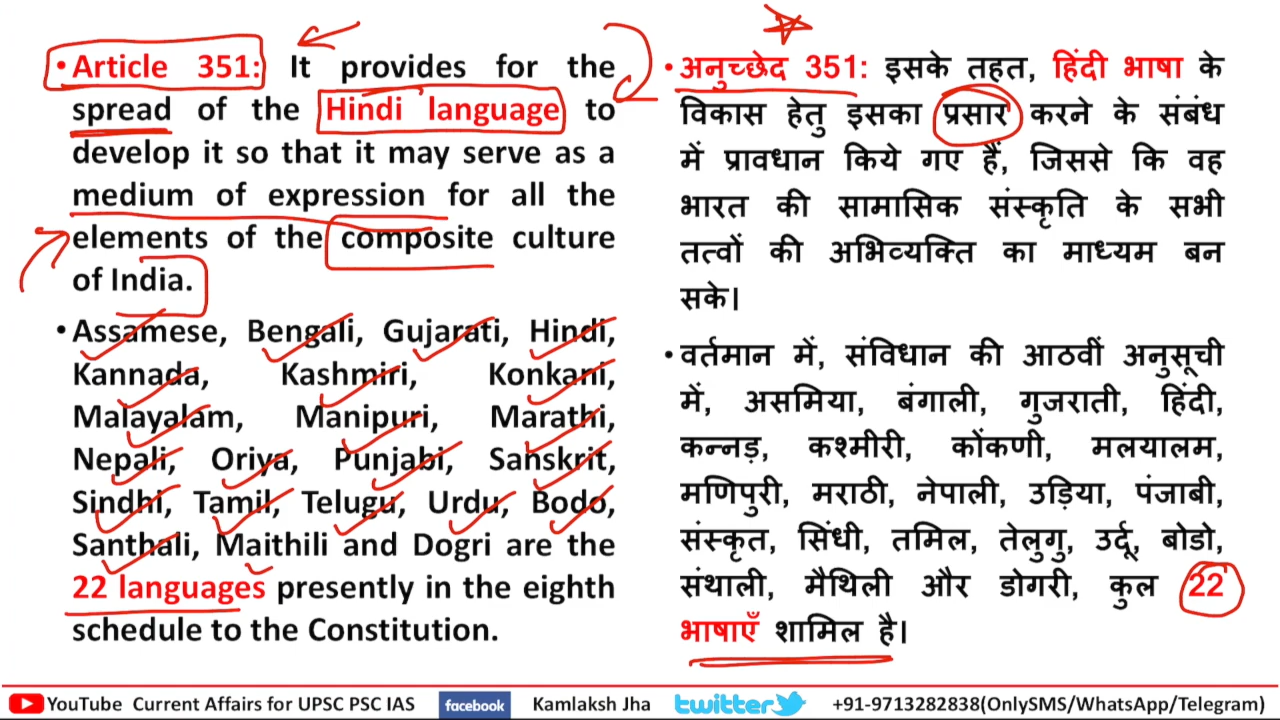 • Article 351: It provides for the
spread of the Hindi language to
develop it so that it may serve as a
medium of expression for all the
elements of the composite culture
of India.
• Assamese, Bengali, Gujarati, Hindi,
Kannada, Kashmiri, Konkani,
Malayalam, Manipuri, Marathi,
Nepali, Oriya, Punjabi, Sanskrit,
Sindhi, Tamil, Telugu, Urdu, Bodo,
Santhali, Maithili and Dogri are the
22 languages presently in the eighth
schedule to the Constitution.
• अनुच्छेद 351: इसके तहत, हिंदी भाषा के
विकास हेतु इसका प्रसार करने के संबंध
में प्रावधान किये गए हैं, जिससे कि वह
भारत की सामासिक संस्कृति के सभी
तत्वों की अभिव्यक्ति का माध्यम बन
सके।
• वर्तमान में, संविधान की आठवीं अनुसूची
में, असमिया, बंगाली, गुजराती, हिंदी,
कन्नड़, कश्मीरी, कोंकणी, मलयालम,
मणिपुरी, मराठी, नेपाली, उड़िया, पंजाबी,
संस्कृत, सिंधी, तमिल, तेलुगु, उर्दू, बोडो,
संथाली, मैथिली और डोगरी, कुल 22
भाषाएँ शामिल है।
YouTube Current Affairs for UPSC PSC IAS facebook Kamlaksh Jha twitter +91-9713282838(OnlySMS/WhatsApp/Telegram)